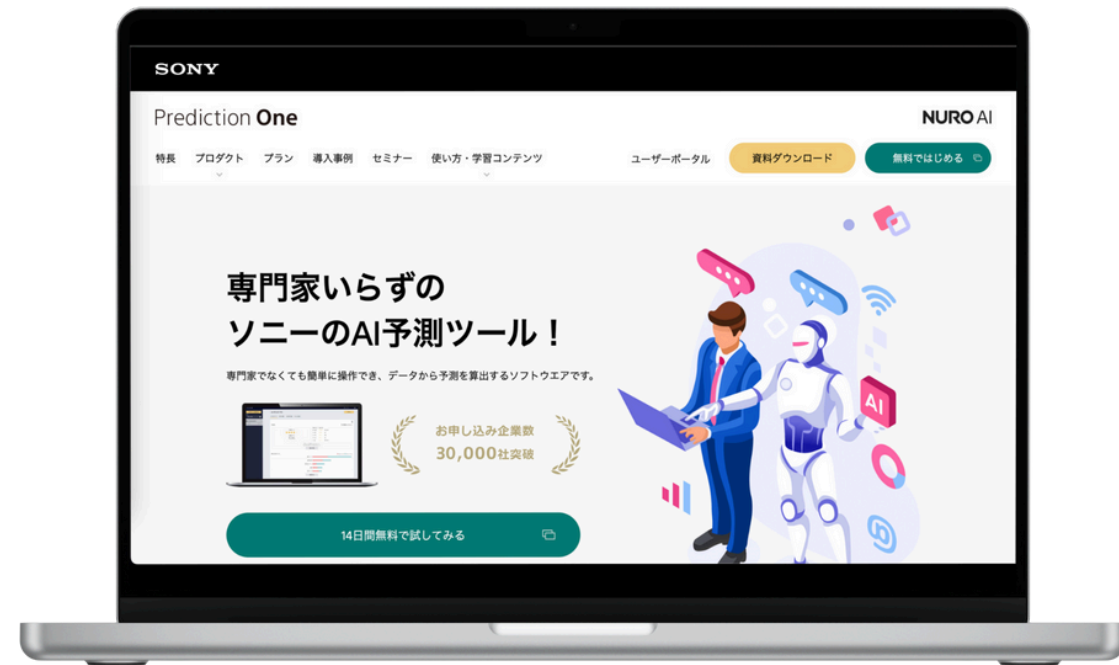 SONY
Prediction One
NURO AI
特長 プロダクト プラン 導入事例 セミナー 使い方・学習コンテンツ ユーザーポータル 資料ダウンロード 無料ではじめる
専門家いらずの
ソニーのAI予測ツール！
専門家でなくても簡単に操作でき、データから予測を算出するソフトウエアです。
お申し込み企業数
30,000社突破
AI
14日間無料で試してみる